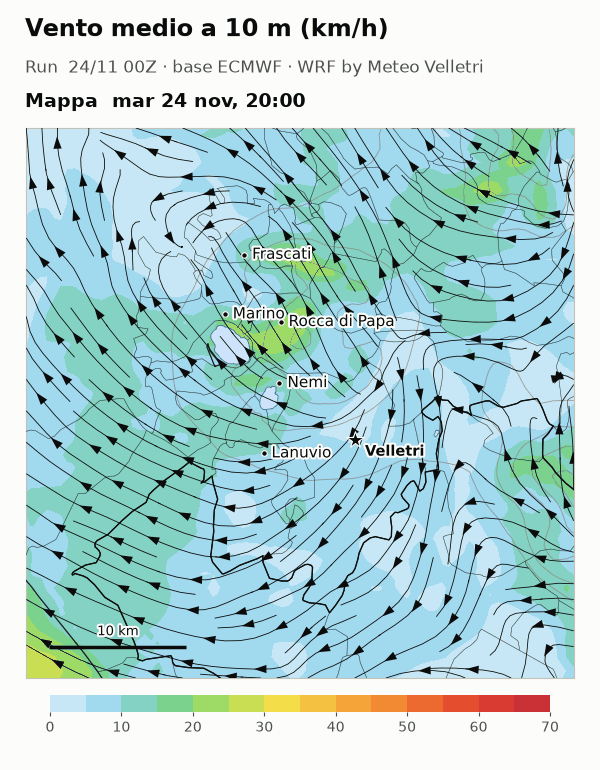 Vento medio a 10 m (km/h)
Run  24/11 00Z · base ECMWF · WRF by Meteo Velletri
Mappa  mar 24 nov, 20:00
Frascati
Marino
Rocca di Papa
Nemi
Velletri
Lanuvio
10 km
0 10 20 30 40 50 60 70